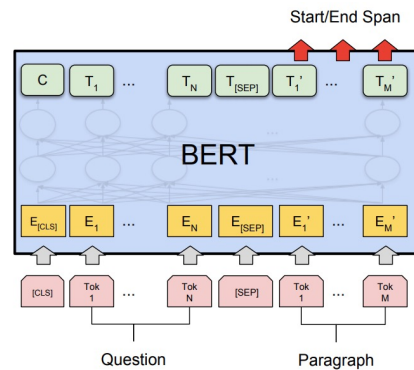 Start/End Span
C T1 ... TN T[SEP] T1' ... TM'
BERT
E[CLS] E1 ... EN E[SEP] E1' ... EM'
[CLS] Tok 1 ... Tok N [SEP] Tok 1 ... Tok M
Question Paragraph